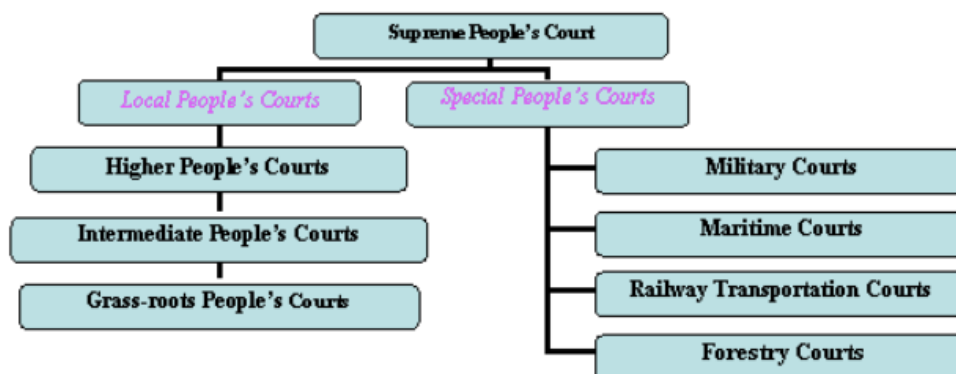 Supreme People's Court
Local People's Courts
Special People's Courts
Higher People's Courts
Intermediate People's Courts
Grass-roots People's Courts
Military Courts
Maritime Courts
Railway Transportation Courts
Forestry Courts